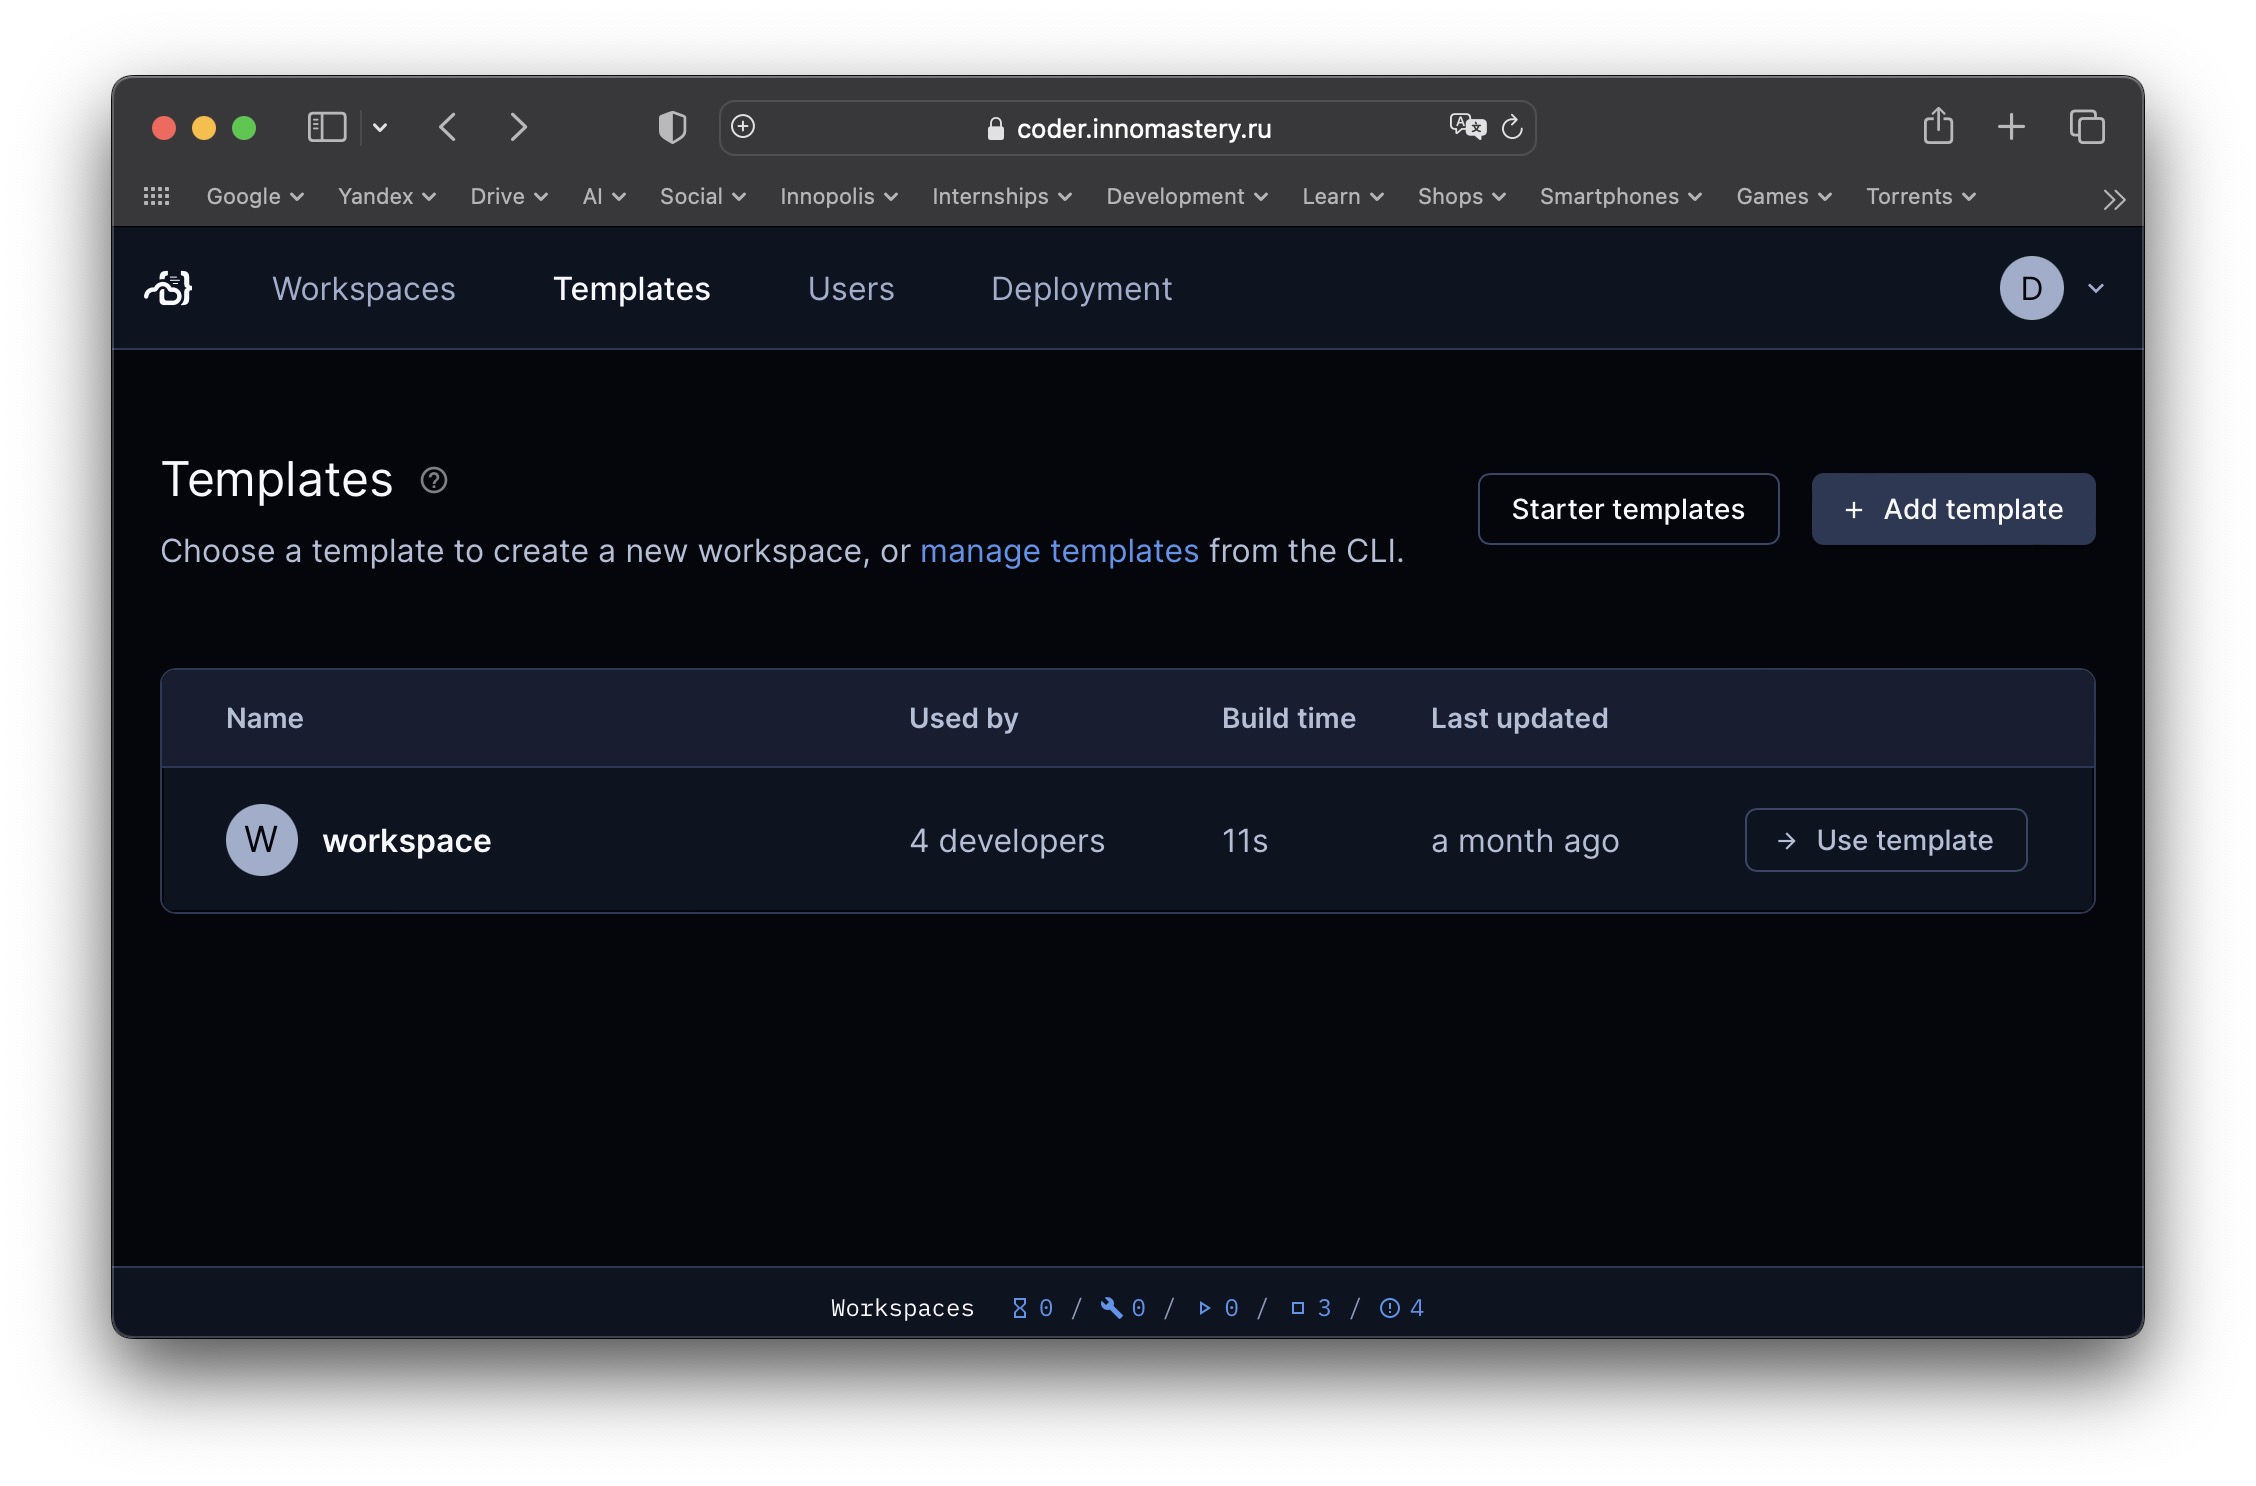 coder.innomastery.ru
Google Yandex Drive AI Social Innopolis Internships Development Learn Shops Smartphones Games Torrents
Workspaces Templates Users Deployment D
Templates
Starter templates + Add template
Choose a template to create a new workspace, or manage templates from the CLI.
Name Used by Build time Last updated
W workspace 4 developers 11s a month ago → Use template
Workspaces 0 / 0 / 0 / 3 / 4